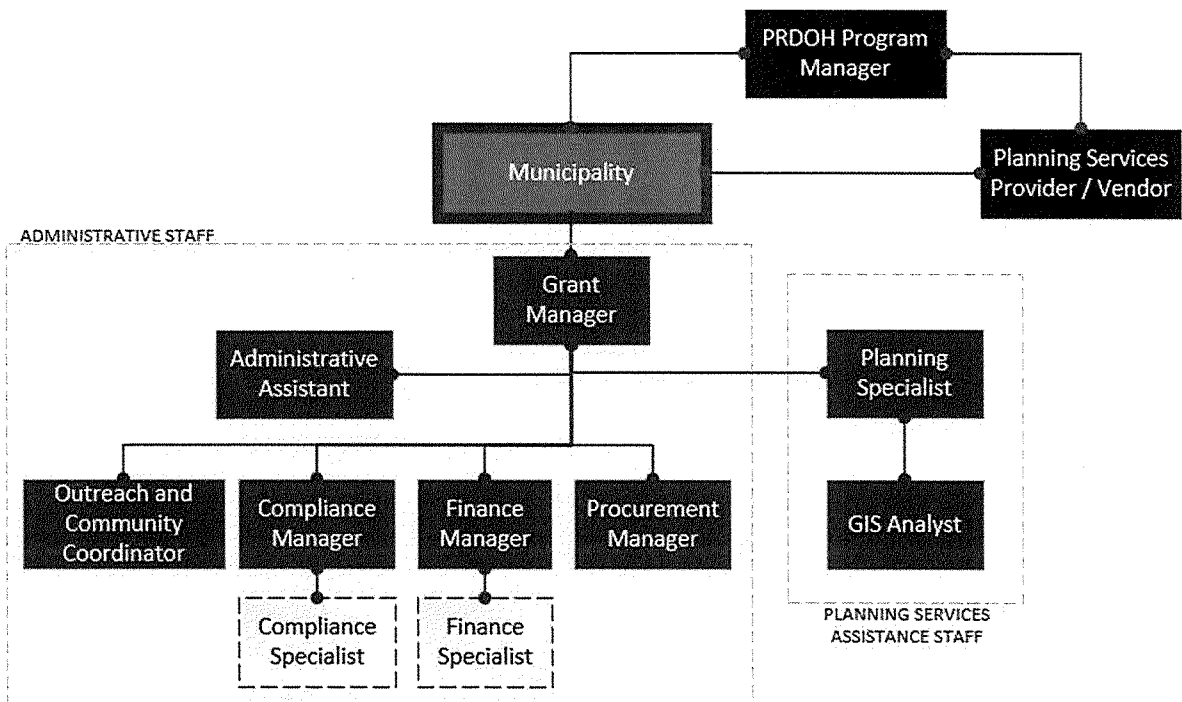 PRDOH Program
Manager
Municipality
Planning Services
Provider / Vendor
ADMINISTRATIVE STAFF
Grant
Manager
Administrative
Assistant
Planning
Specialist
Outreach and
Community
Coordinator
Compliance
Manager
Finance
Manager
Procurement
Manager
GIS Analyst
Compliance
Specialist
Finance
Specialist
PLANNING SERVICES
ASSISTANCE STAFF